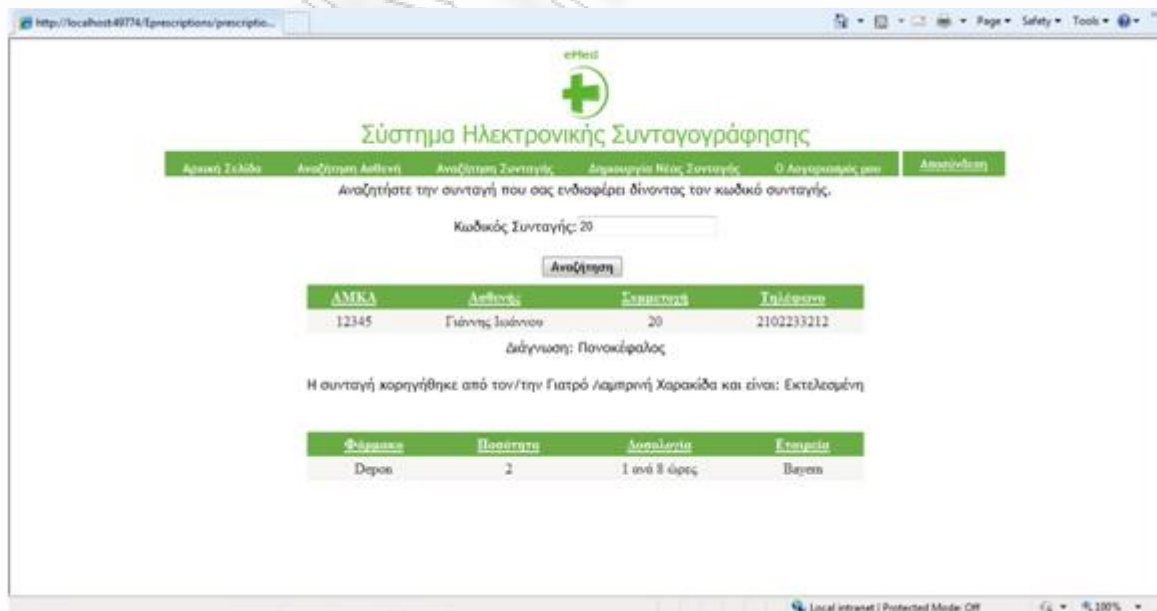 http://localhost:49774/Eprescriptions/prescriptio...
Page Safety Tools
eMed
Σύστημα Ηλεκτρονικής Συνταγογράφησης
Αρχική Σελίδα Αναζήτηση Ασθενή Αναζήτηση Συνταγής Δημιουργία Νέας Συνταγής Ο Λογαριασμός μου Αποσύνδεση
Αναζητήστε την συνταγή που σας ενδιαφέρει δίνοντας τον κωδικό συνταγής.
Κωδικός Συνταγής: 20
Αναζήτηση
ΑΜΚΑ Ασθενής Συμμετοχή Τηλέφωνο
12345 Γιάννης Ιωάννου 20 2102233212
Διάγνωση: Πονοκέφαλος
Η συνταγή χορηγήθηκε από τον/την Γιατρό Λαμπρινή Χαρακίδα και είναι: Εκτελεσμένη
Φάρμακο Ποσότητα Δοσολογία Εταιρεία
Depon 2 1 ανά 8 ώρες Bayern
Local intranet | Protected Mode: Off 100%